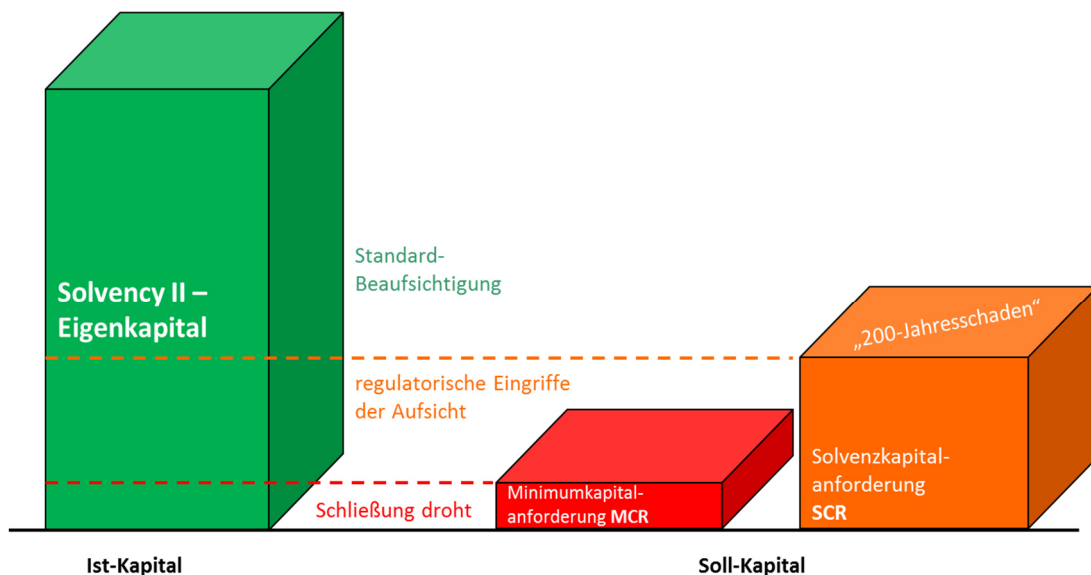 Standard-
Beaufsichtigung
Solvency II –
Eigenkapital
„200-Jahresschaden“
regulatorische Eingriffe
der Aufsicht
Solvenzkapital-
anforderung
SCR
Minimumkapital-
anforderung MCR
Schließung droht
Ist-Kapital
Soll-Kapital